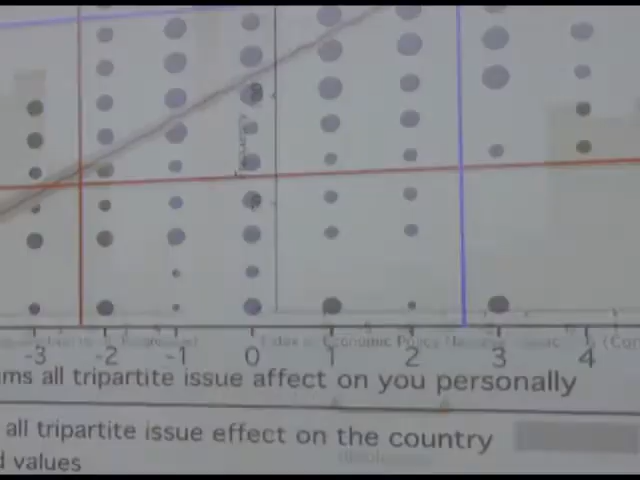 -3 -2 -1 0 1 2 3 4
ms all tripartite issue affect on you personally
all tripartite issue effect on the country
d values